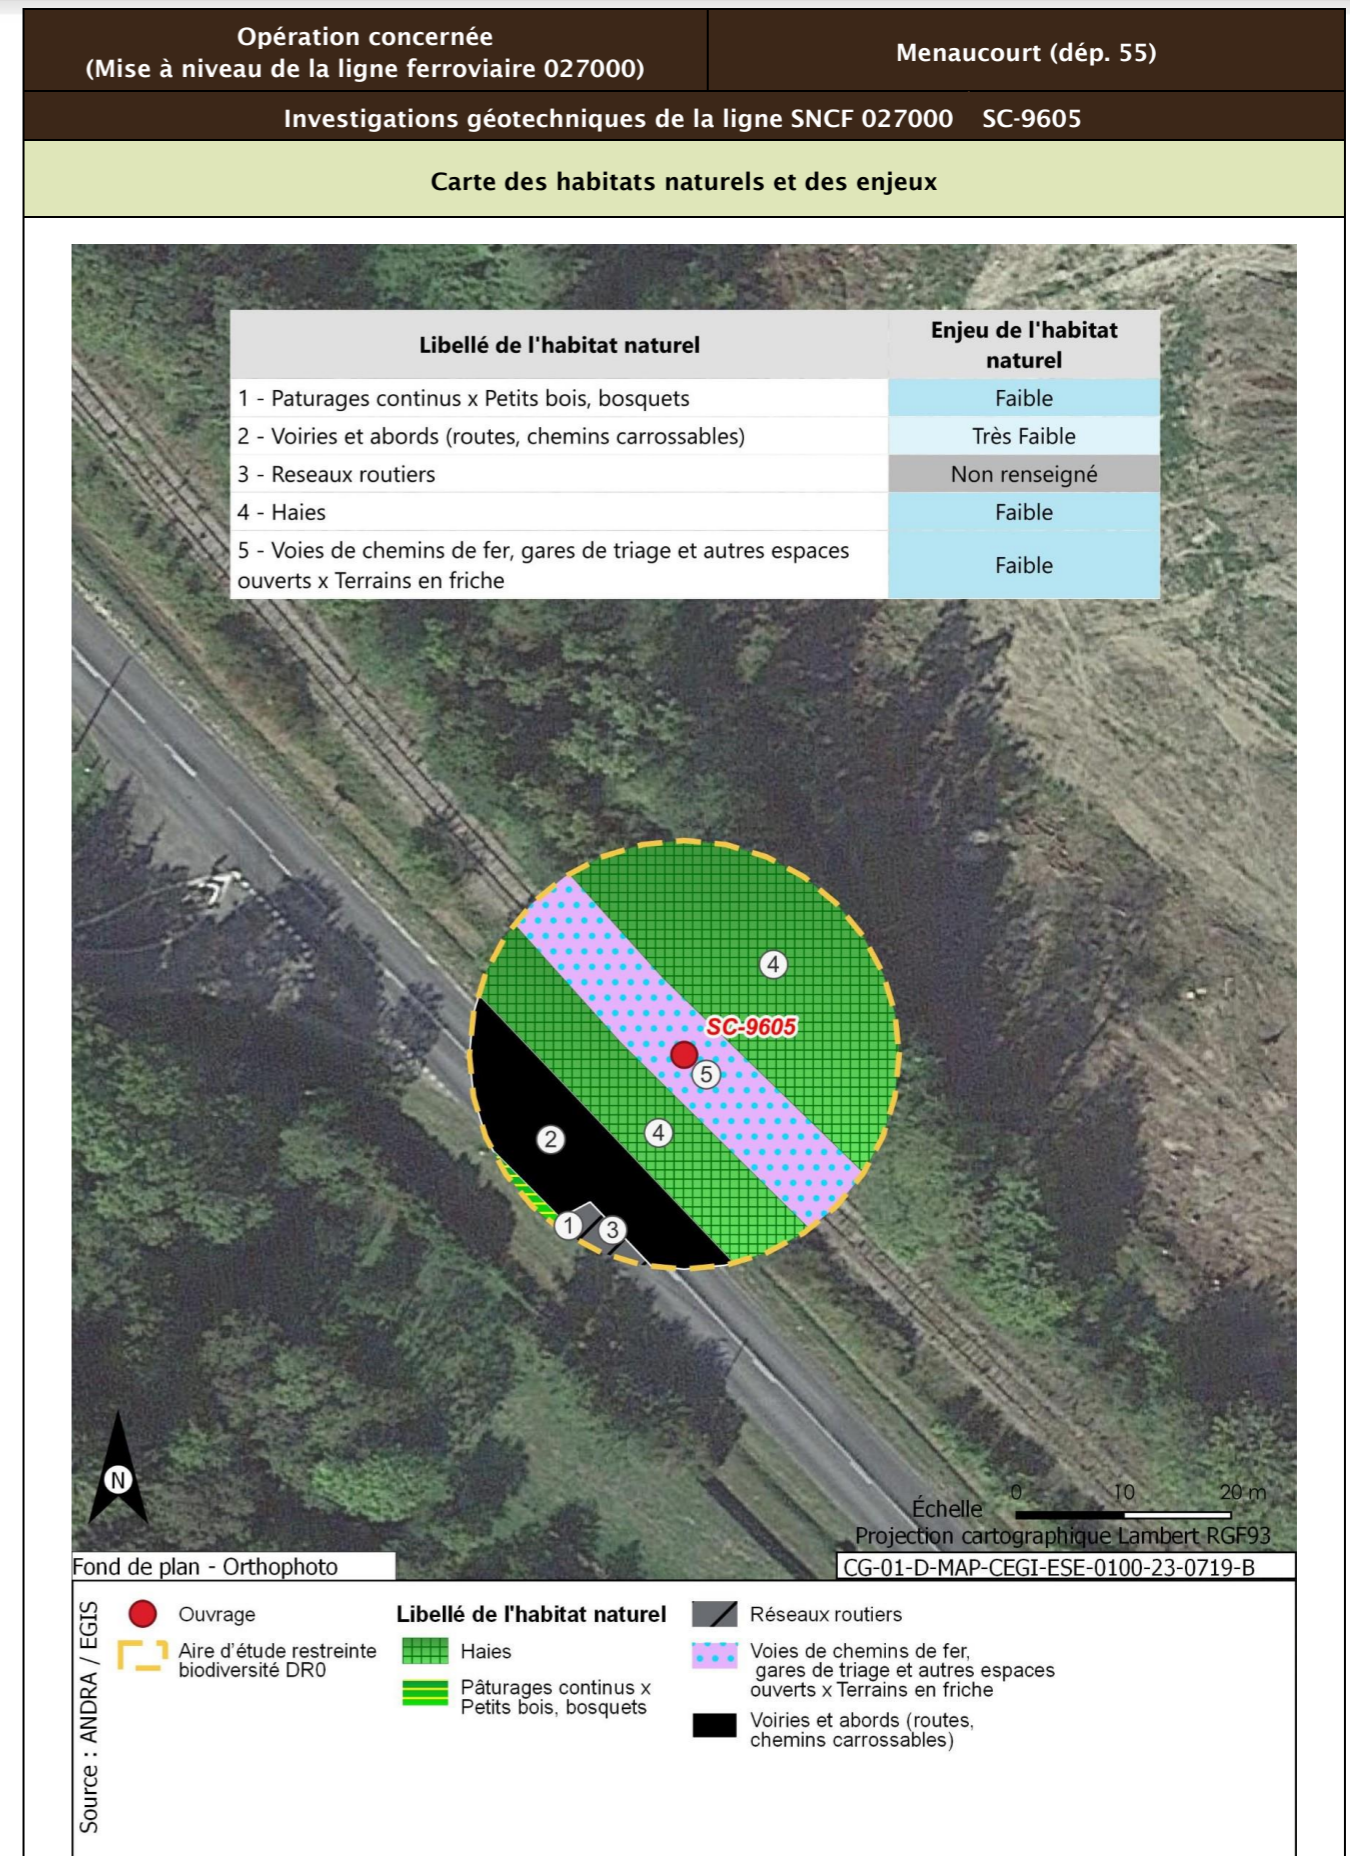 Opération concernée
(Mise à niveau de la ligne ferroviaire 027000)
Menaucourt (dép. 55)
Investigations géotechniques de la ligne SNCF 027000 SC-9605
Carte des habitats naturels et des enjeux
Libellé de l'habitat naturel
Enjeu de l'habitat
naturel
1 - Paturages continus x Petits bois, bosquets
Faible
2 - Voiries et abords (routes, chemins carrossables)
Très Faible
3 - Reseaux routiers
Non renseigné
4 - Haies
Faible
5 - Voies de chemins de fer, gares de triage et autres espaces
ouverts x Terrains en friche
Faible
4
SC-9605
5
4
2
1
3
N
0 10 20 m
Échelle
Projection cartographique Lambert RGF93
Fond de plan - Orthophoto
CG-01-D-MAP-CEGI-ESE-0100-23-0719-B
Source : ANDRA / EGIS
Ouvrage
Aire d'étude restreinte
biodiversité DR0
Libellé de l'habitat naturel
Haies
Pâturages continus x
Petits bois, bosquets
Réseaux routiers
Voies de chemins de fer,
gares de triage et autres espaces
ouverts x Terrains en friche
Voiries et abords (routes,
chemins carrossables)